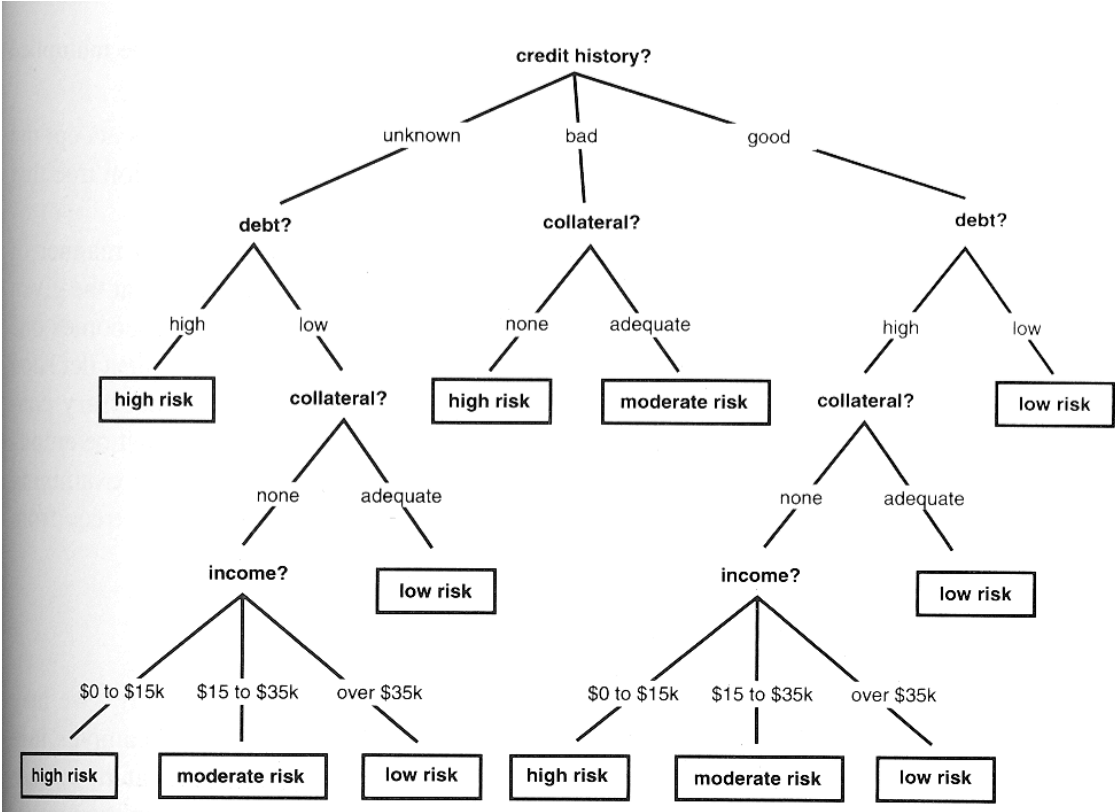 credit history?
unknown
bad
good
debt?
collateral?
debt?
high
low
none
adequate
high
low
high risk
collateral?
high risk
moderate risk
collateral?
low risk
none
adequate
none
adequate
income?
low risk
income?
low risk
$0 to $15k
$15 to $35k
over $35k
$0 to $15k
$15 to $35k
over $35k
high risk
moderate risk
low risk
high risk
moderate risk
low risk